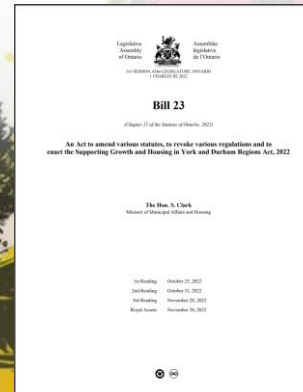 Legislative
Assembly
of Ontario
Assemblée
législative
de l'Ontario
1st SESSION, 43rd LEGISLATURE, ONTARIO
1 CHARLES III, 2022
Bill 23
(Chapter 21 of the Statutes of Ontario, 2022)
An Act to amend various statutes, to revoke various regulations and to
enact the Supporting Growth and Housing in York and Durham Regions Act, 2022
The Hon. S. Clark
Minister of Municipal Affairs and Housing
1st Reading October 25, 2022
2nd Reading October 31, 2022
3rd Reading November 28, 2022
Royal Assent November 28, 2022